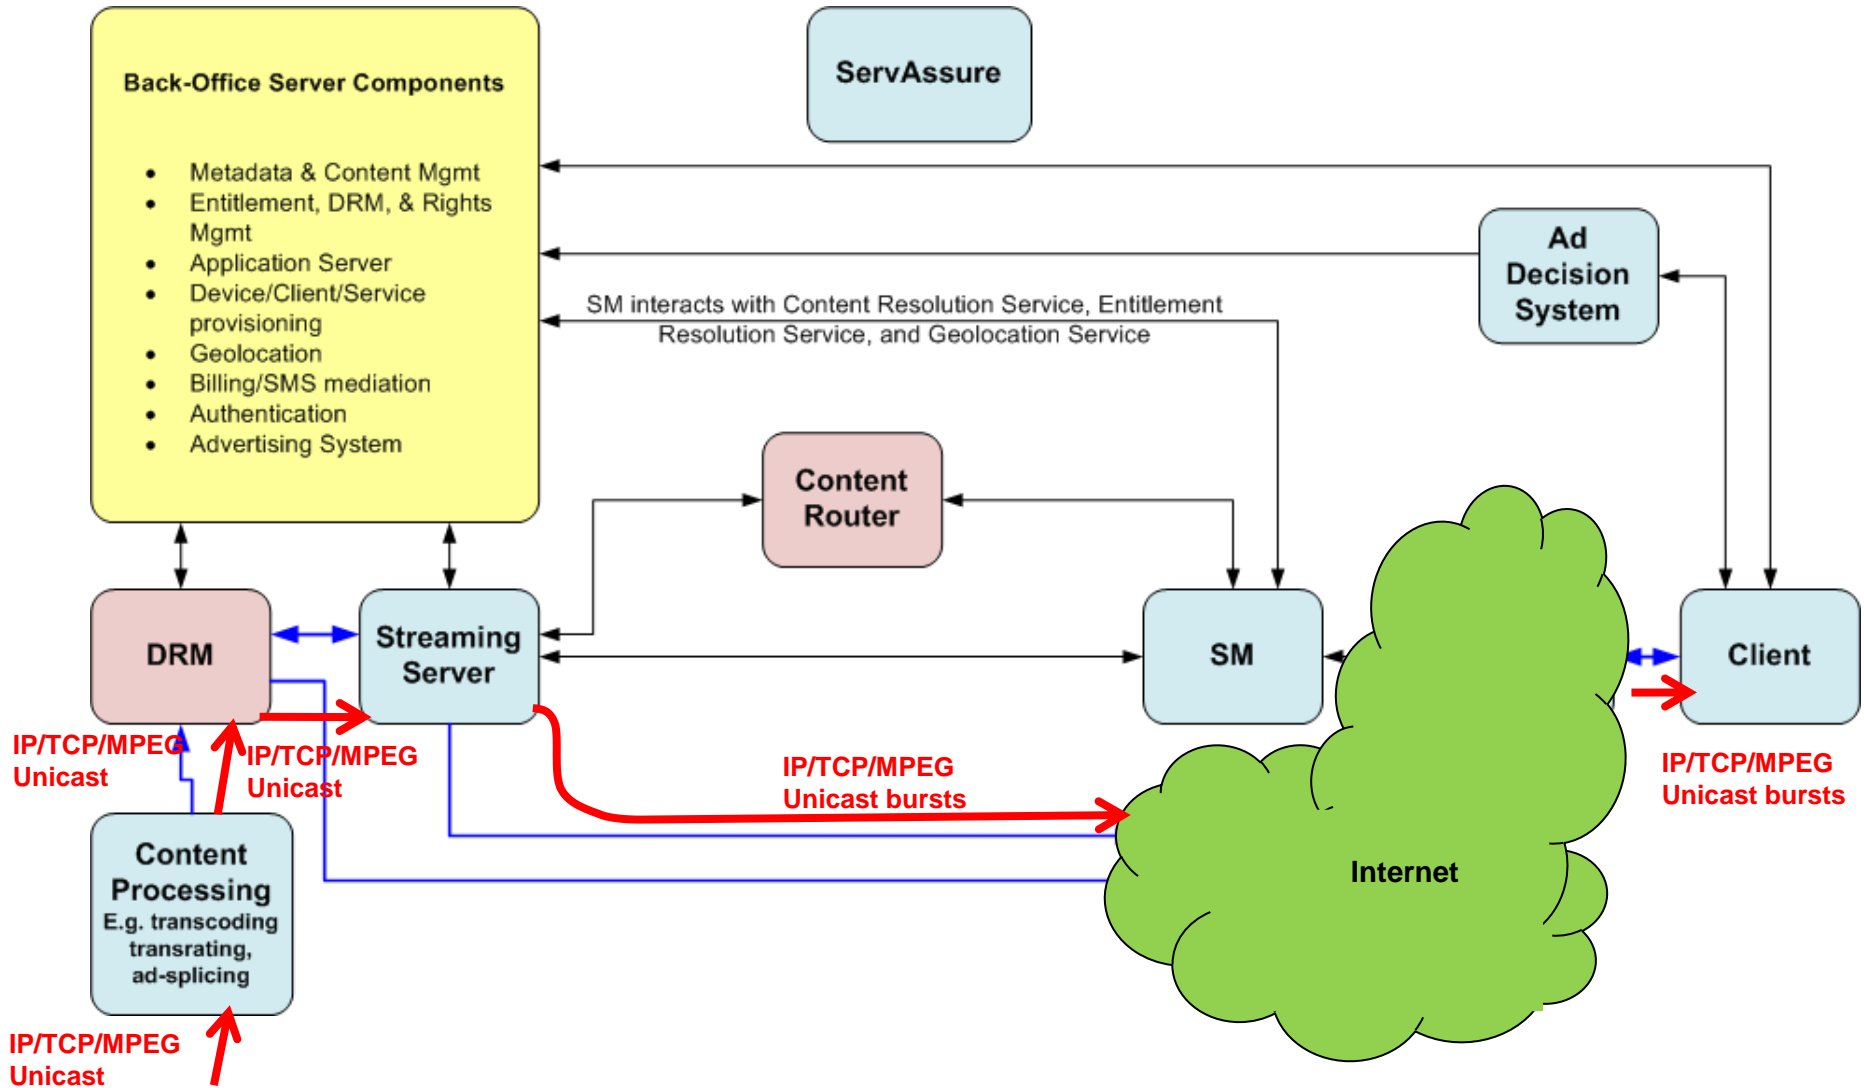 Back-Office Server Components
• Metadata & Content Mgmt
• Entitlement, DRM, & Rights
Mgmt
• Application Server
• Device/Client/Service
provisioning
• Geolocation
• Billing/SMS mediation
• Authentication
• Advertising System
ServAssure
Ad
Decision
System
SM interacts with Content Resolution Service, Entitlement
Resolution Service, and Geolocation Service
Content
Router
DRM
Streaming
Server
SM
Client
IP/TCP/MPEG
Unicast
IP/TCP/MPEG
Unicast
IP/TCP/MPEG
Unicast bursts
IP/TCP/MPEG
Unicast bursts
Internet
Content
Processing
E.g. transcoding
transrating,
ad-splicing
IP/TCP/MPEG
Unicast